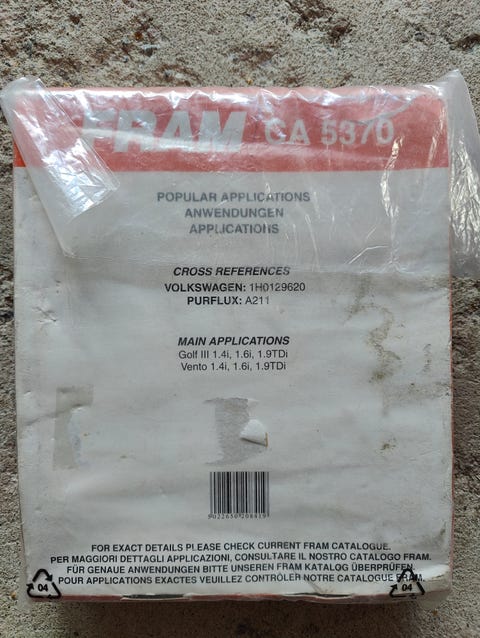 FRAM CA 5370
POPULAR APPLICATIONS
ANWENDUNGEN
APPLICATIONS
CROSS REFERENCES
VOLKSWAGEN: 1H0129620
PURFLUX: A211
MAIN APPLICATIONS
Golf III 1.4i, 1.6i, 1.9TDi
Vento 1.4i, 1.6i, 1.9TDi
FOR EXACT DETAILS PLEASE CHECK CURRENT FRAM CATALOGUE.
PER MAGGIORI DETTAGLI APPLICAZIONI, CONSULTARE IL NOSTRO CATALOGO FRAM.
FÜR GENAUE ANWENDUNGEN BITTE UNSEREN FRAM KATALOG ÜBERPRÜFEN.
POUR APPLICATIONS EXACTES VEUILLEZ CONTRÔLER NOTRE CATALOGUE FRAM.
04
04